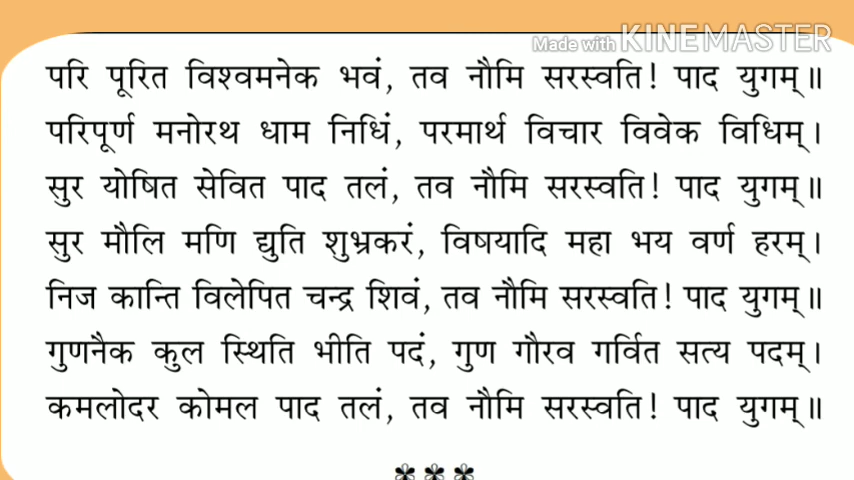 Made with KINEMASTER
परि पूरित विश्वमनेक भवं, तव नौमि सरस्वति! पाद युगम्॥
परिपूर्ण मनोरथ धाम निधिं, परमार्थ विचार विवेक विधिम्।
सुर योषित सेवित पाद तलं, तव नौमि सरस्वति! पाद युगम्॥
सुर मौलि मणि द्युति शुभ्रकरं, विषयादि महा भय वर्ण हरम्।
निज कान्ति विलेपित चन्द्र शिवं, तव नौमि सरस्वति! पाद युगम्॥
गुणनैक कुल स्थिति भीति पदं, गुण गौरव गर्वित सत्य पदम्।
कमलोदर कोमल पाद तलं, तव नौमि सरस्वति! पाद युगम्॥